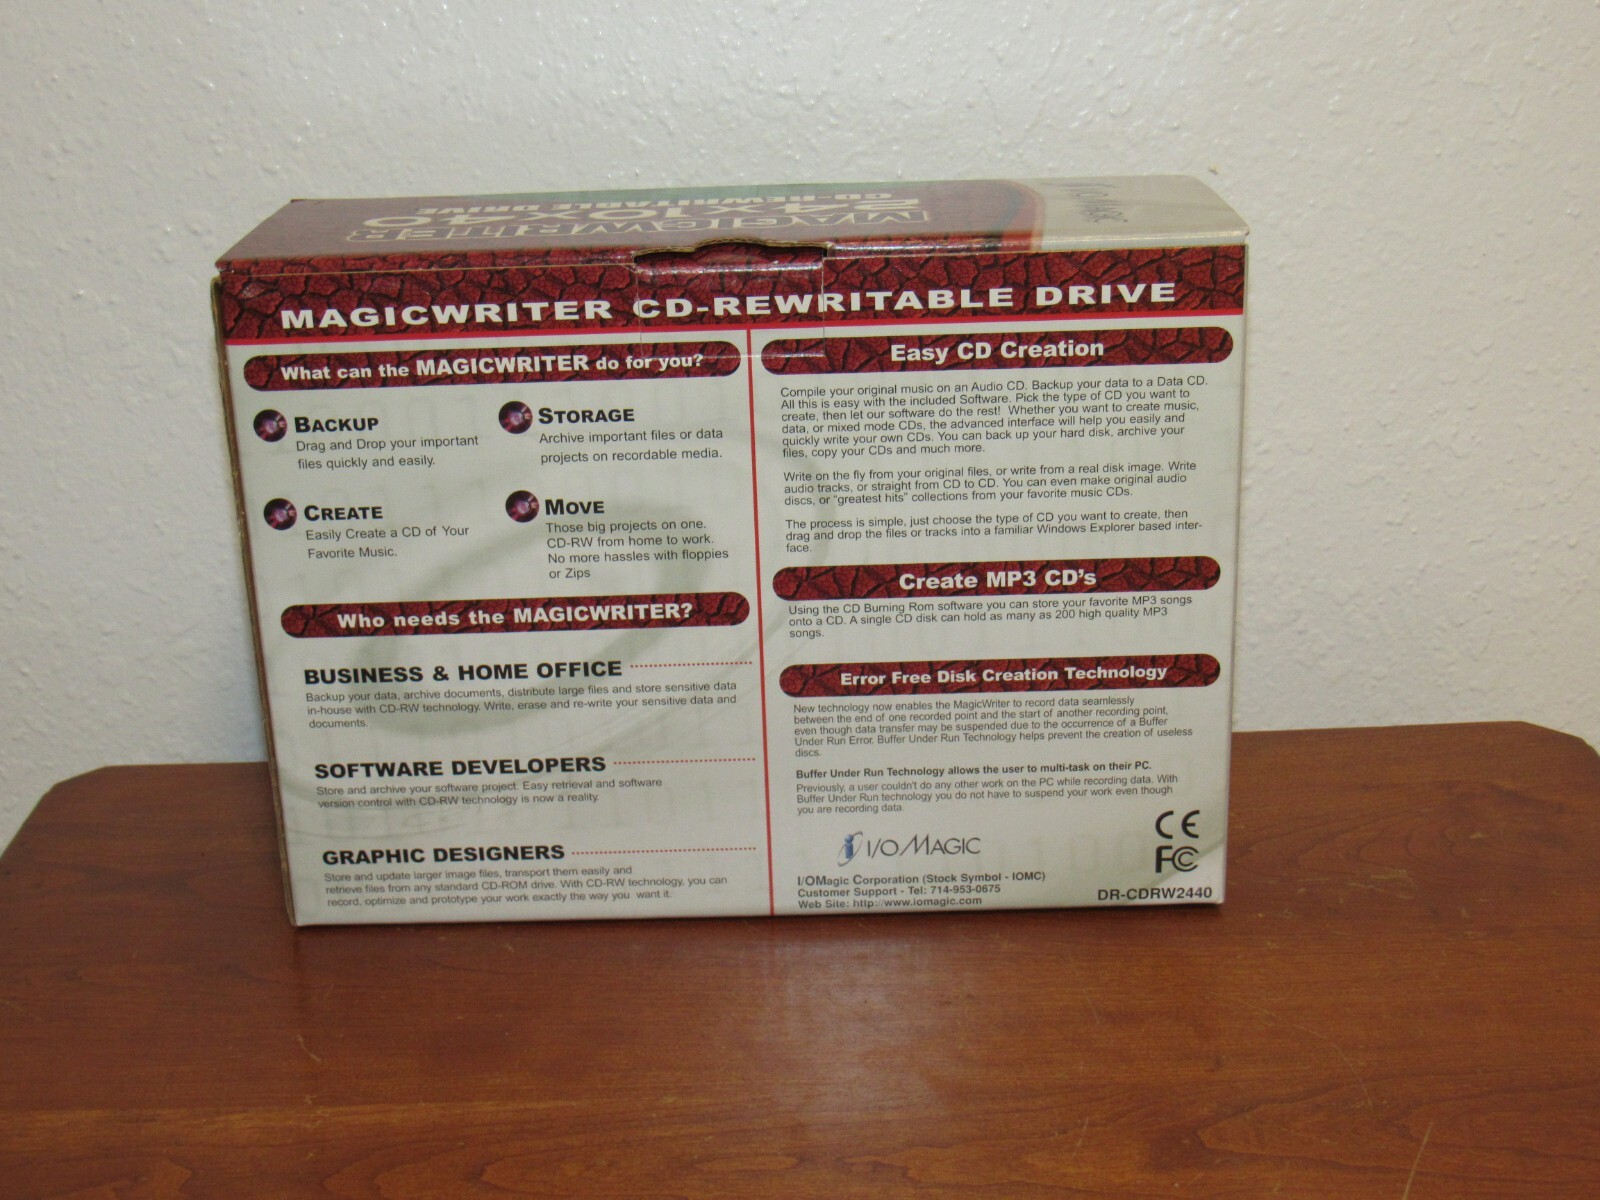 I/OMAGIC
MAGICWRITER
24X10X40
CD-REWRITABLE DRIVE
MAGICWRITER CD-REWRITABLE DRIVE
What can the MAGICWRITER do for you?
BACKUP
Drag and Drop your important
files quickly and easily.
STORAGE
Archive important files or data
projects on recordable media.
CREATE
Easily Create a CD of Your
Favorite Music.
MOVE
Those big projects on one.
CD-RW from home to work.
No more hassles with floppies
or Zips
Who needs the MAGICWRITER?
BUSINESS & HOME OFFICE
Backup your data, archive documents, distribute large files and store sensitive data
in-house with CD-RW technology. Write, erase and re-write your sensitive data and
documents.
SOFTWARE DEVELOPERS
Store and archive your software project. Easy retrieval and software
version control with CD-RW technology is now a reality.
GRAPHIC DESIGNERS
Store and update larger image files, transport them easily and
retrieve files from any standard CD-ROM drive. With CD-RW technology, you can
record, optimize and prototype your work exactly the way you want it.
Easy CD Creation
Compile your original music on an Audio CD. Backup your data to a Data CD.
All this is easy with the included Software. Pick the type of CD you want to
create, then let our software do the rest! Whether you want to create music,
data, or mixed mode CDs, the advanced interface will help you easily and
quickly write your own CDs. You can back up your hard disk, archive your
files, copy your CDs and much more.
Write on the fly from your original files, or write from a real disk image. Write
audio tracks, or straight from CD to CD. You can even make original audio
discs, or "greatest hits" collections from your favorite music CDs.
The process is simple, just choose the type of CD you want to create, then
drag and drop the files or tracks into a familiar Windows Explorer based inter-
face.
Create MP3 CD's
Using the CD Burning Rom software you can store your favorite MP3 songs
onto a CD. A single CD disk can hold as many as 200 high quality MP3
songs.
Error Free Disk Creation Technology
New technology now enables the MagicWriter to record data seamlessly
between the end of one recorded point and the start of another recording point,
even though data transfer may be suspended due to the occurrence of a Buffer
Under Run Error. Buffer Under Run Technology helps prevent the creation of useless
discs.
Buffer Under Run Technology allows the user to multi-task on their PC.
Previously, a user couldn't do any other work on the PC while recording data. With
Buffer Under Run technology you do not have to suspend your work even though
you are recording data.
I/OMAGIC
CE
FC
I/OMagic Corporation (Stock Symbol - IOMC)
Customer Support - Tel: 714-953-0675
Web Site: http://www.iomagic.com
DR-CDRW2440